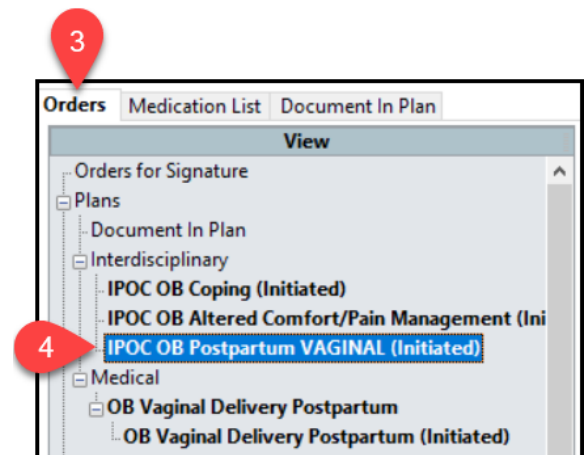 3
Orders Medication List Document In Plan
View
Orders for Signature
Plans
Document In Plan
Interdisciplinary
IPOC OB Coping (Initiated)
IPOC OB Altered Comfort/Pain Management (Ini
4 IPOC OB Postpartum VAGINAL (Initiated)
Medical
OB Vaginal Delivery Postpartum
OB Vaginal Delivery Postpartum (Initiated)